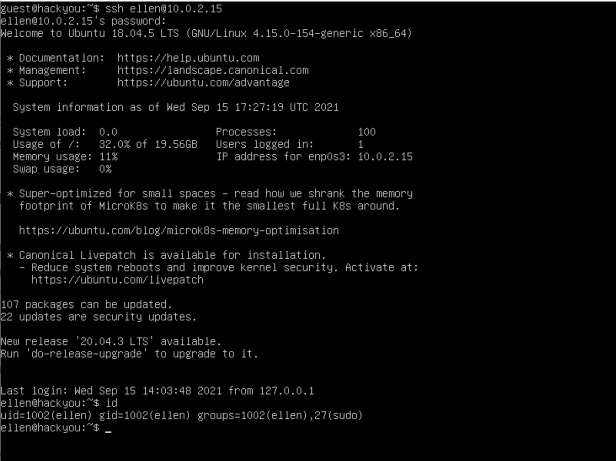 guest@hackyou:~$ ssh ellen@10.0.2.15
ellen@10.0.2.15's password:
Welcome to Ubuntu 18.04.5 LTS (GNU/Linux 4.15.0-154-generic x86_64)
* Documentation: https://help.ubuntu.com
* Management: https://landscape.canonical.com
* Support: https://ubuntu.com/advantage
System information as of Wed Sep 15 17:27:19 UTC 2021
System load: 0.0 Processes: 100
Usage of /: 32.0% of 19.56GB Users logged in: 1
Memory usage: 11% IP address for enp0s3: 10.0.2.15
Swap usage: 0%
* Super-optimized for small spaces - read how we shrank the memory
footprint of MicroK8s to make it the smallest full K8s around.
https://ubuntu.com/blog/microk8s-memory-optimisation
* Canonical Livepatch is available for installation.
- Reduce system reboots and improve kernel security. Activate at:
https://ubuntu.com/livepatch
107 packages can be updated.
22 updates are security updates.
New release '20.04.3 LTS' available.
Run 'do-release-upgrade' to upgrade to it.
Last login: Wed Sep 15 14:03:48 2021 from 127.0.0.1
ellen@hackyou:~$ id
uid=1002(ellen) gid=1002(ellen) groups=1002(ellen),27(sudo)
ellen@hackyou:~$ _